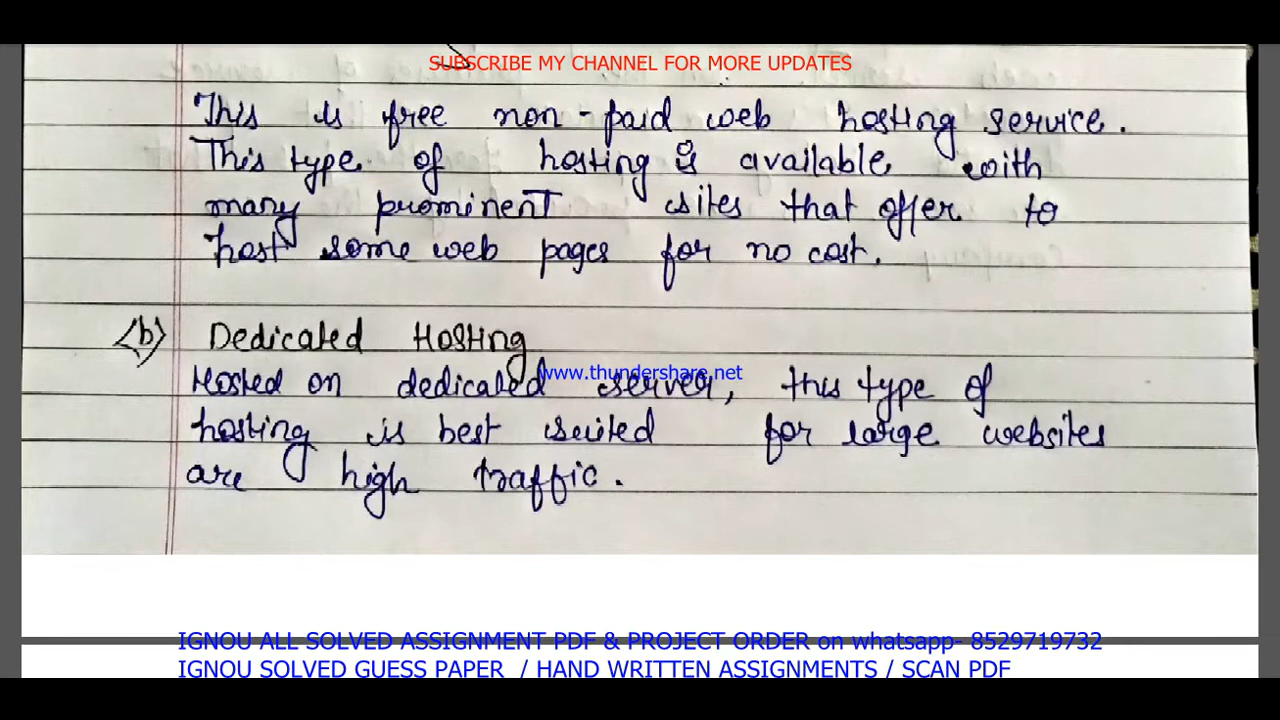 SUBSCRIBE MY CHANNEL FOR MORE UPDATES
This is free non-paid web hosting service.
This type of hosting is available with
many prominent sites that offer to
host some web pages for no cost.
(b) Dedicated Hosting
www.thundershare.net
Hosted on dedicated server, this type of
hosting is best suited for large websites
are high traffic.
IGNOU ALL SOLVED ASSIGNMENT PDF & PROJECT ORDER on whatsapp- 8529719732
IGNOU SOLVED GUESS PAPER / HAND WRITTEN ASSIGNMENTS / SCAN PDF